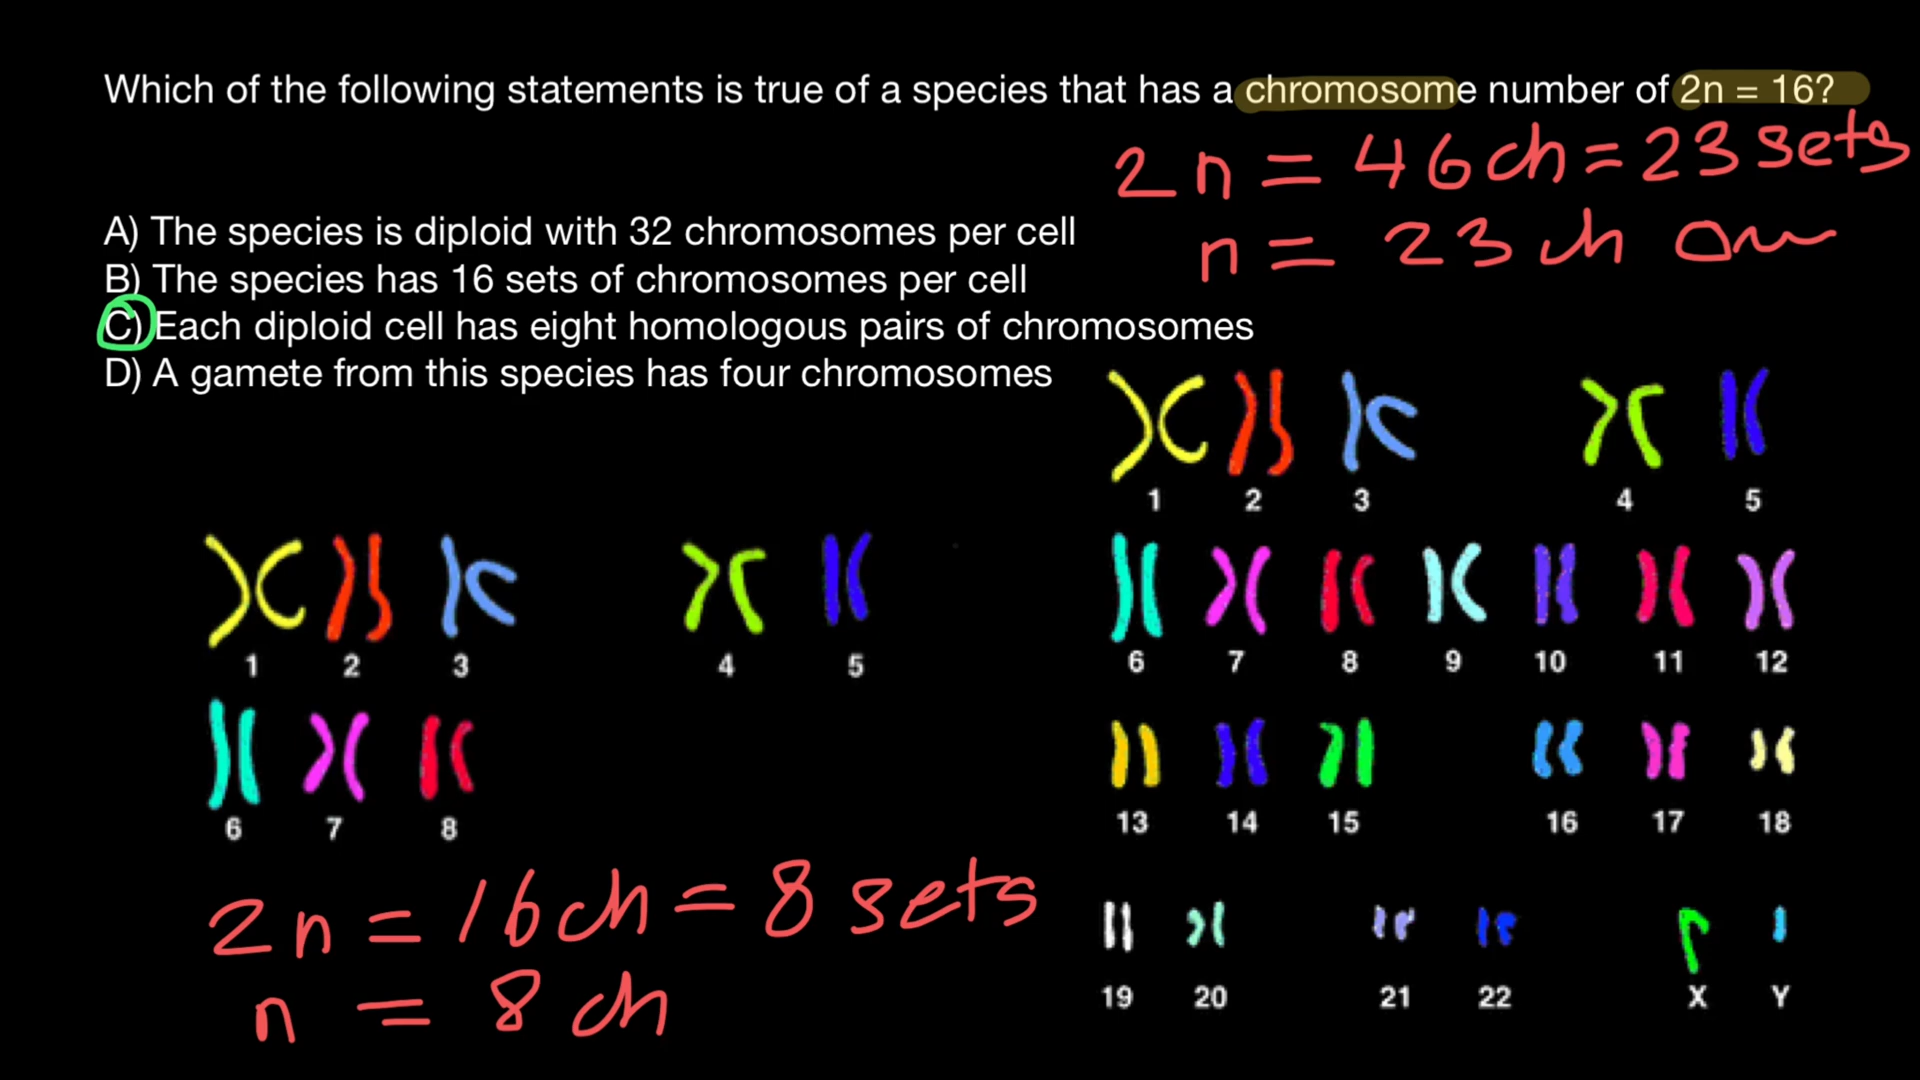 Which of the following statements is true of a species that has a chromosome number of 2n = 16?
2n = 46ch = 23 sets
n = 23 ch
A) The species is diploid with 32 chromosomes per cell
B) The species has 16 sets of chromosomes per cell
C) Each diploid cell has eight homologous pairs of chromosomes
D) A gamete from this species has four chromosomes
1 2 3 4 5
6 7 8
2n = 16ch = 8 sets
n = 8 ch
1 2 3 4 5
6 7 8 9 10 11 12
13 14 15 16 17 18
19 20 21 22 X Y